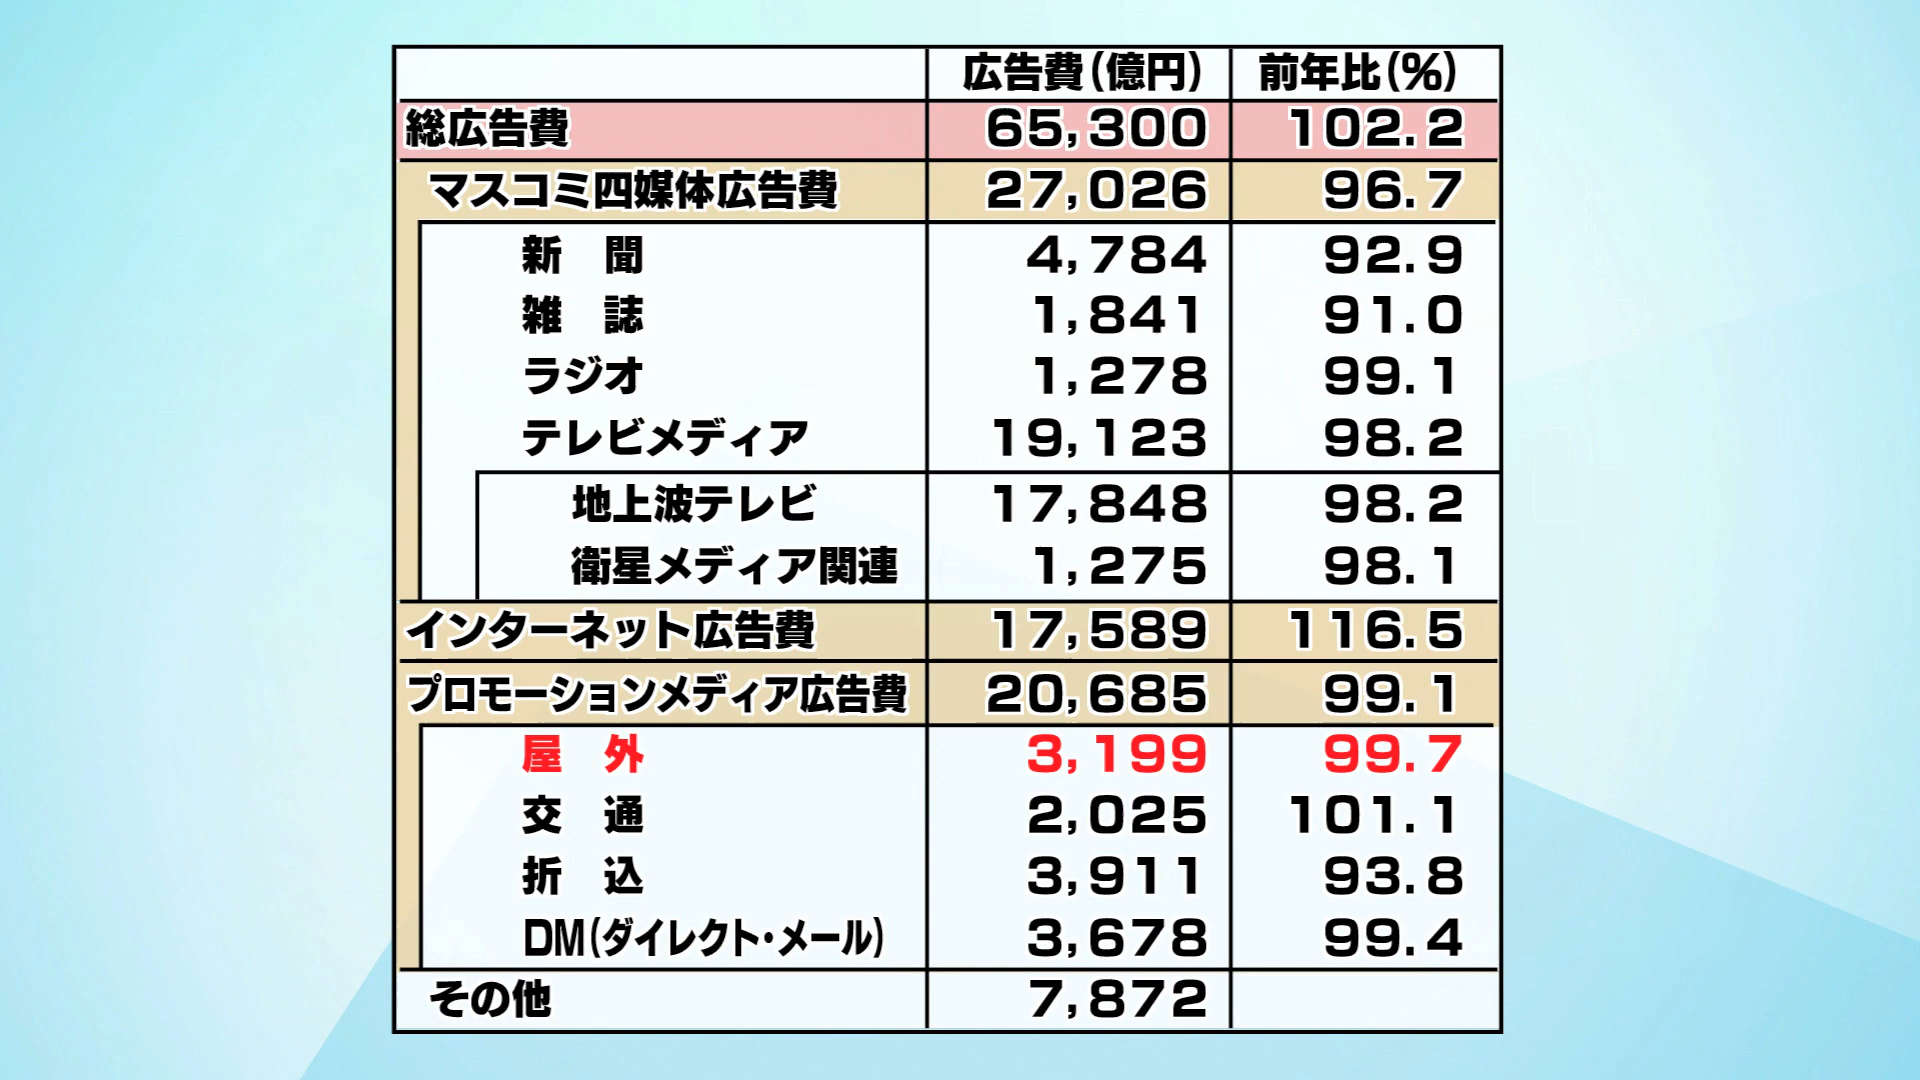 広告費(億円) 前年比(%)
総広告費 65,300 102.2
マスコミ四媒体広告費 27,026 96.7
新 聞 4,784 92.9
雑 誌 1,841 91.0
ラジオ 1,278 99.1
テレビメディア 19,123 98.2
地上波テレビ 17,848 98.2
衛星メディア関連 1,275 98.1
インターネット広告費 17,589 116.5
プロモーションメディア広告費 20,685 99.1
屋 外 3,199 99.7
交 通 2,025 101.1
折 込 3,911 93.8
DM(ダイレクト・メール) 3,678 99.4
その他 7,872